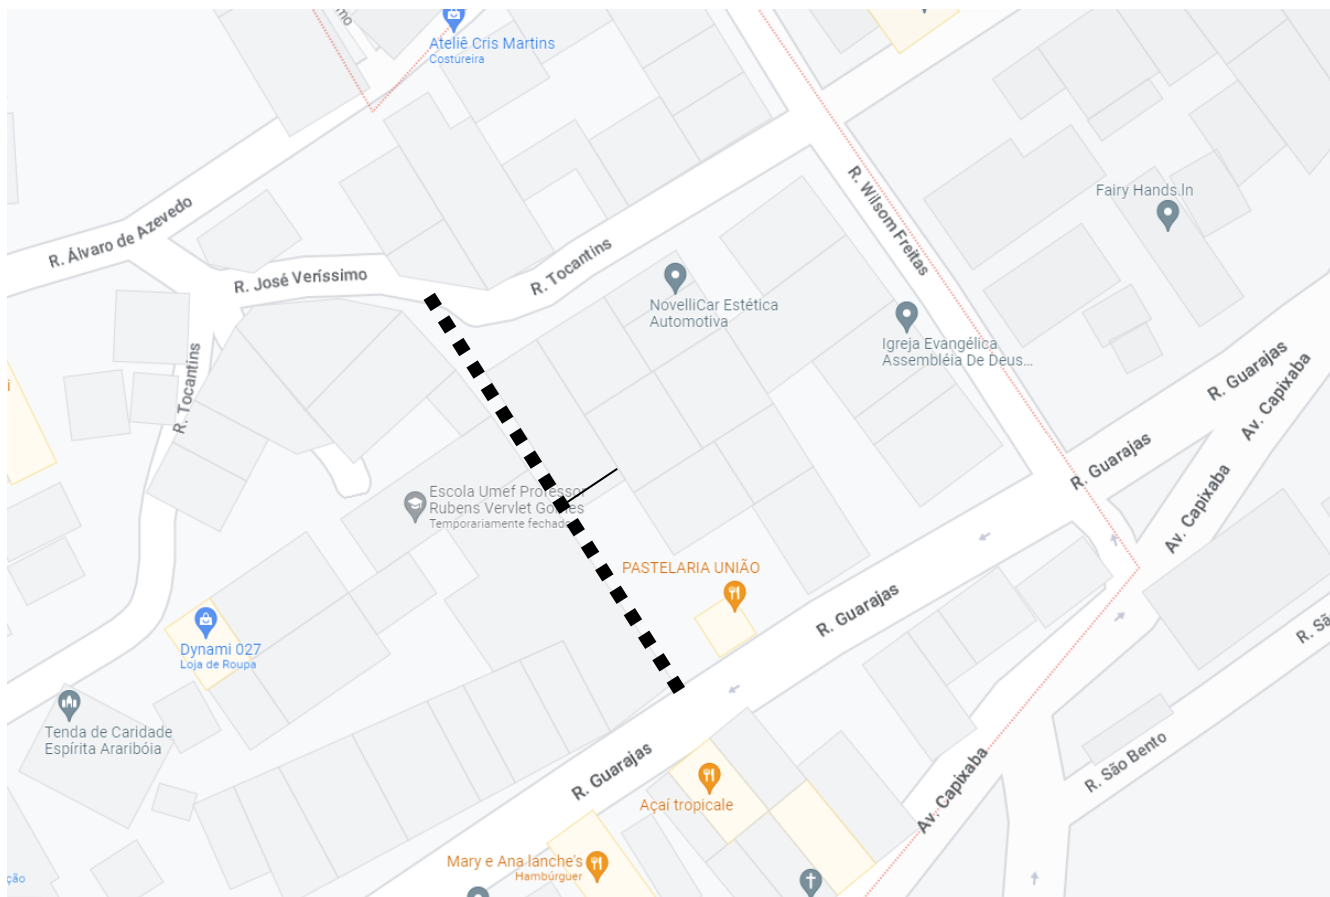 Ateliê Cris Martins
Costureira
R. Álvaro de Azevedo
R. José Veríssimo
R. Tocantins
R. Wilsom Freitas
Fairy Hands.ln
NovelliCar Estética
Automotiva
Igreja Evangélica
Assembléia De Deus...
R. Tocantins
R. Guarajas
Av. Capixaba
R. Guarajas
Av. Capixaba
Escola Umef Professor
Rubens Vervlet Gomes
Temporariamente fechado
PASTELARIA UNIÃO
R. Guarajas
Dynami 027
Loja de Roupa
Tenda de Caridade
Espírita Araribóia
R. São Bento
R. Guarajas
Av. Capixaba
Açaí tropicale
Mary e Ana lanche's
Hambúrguer